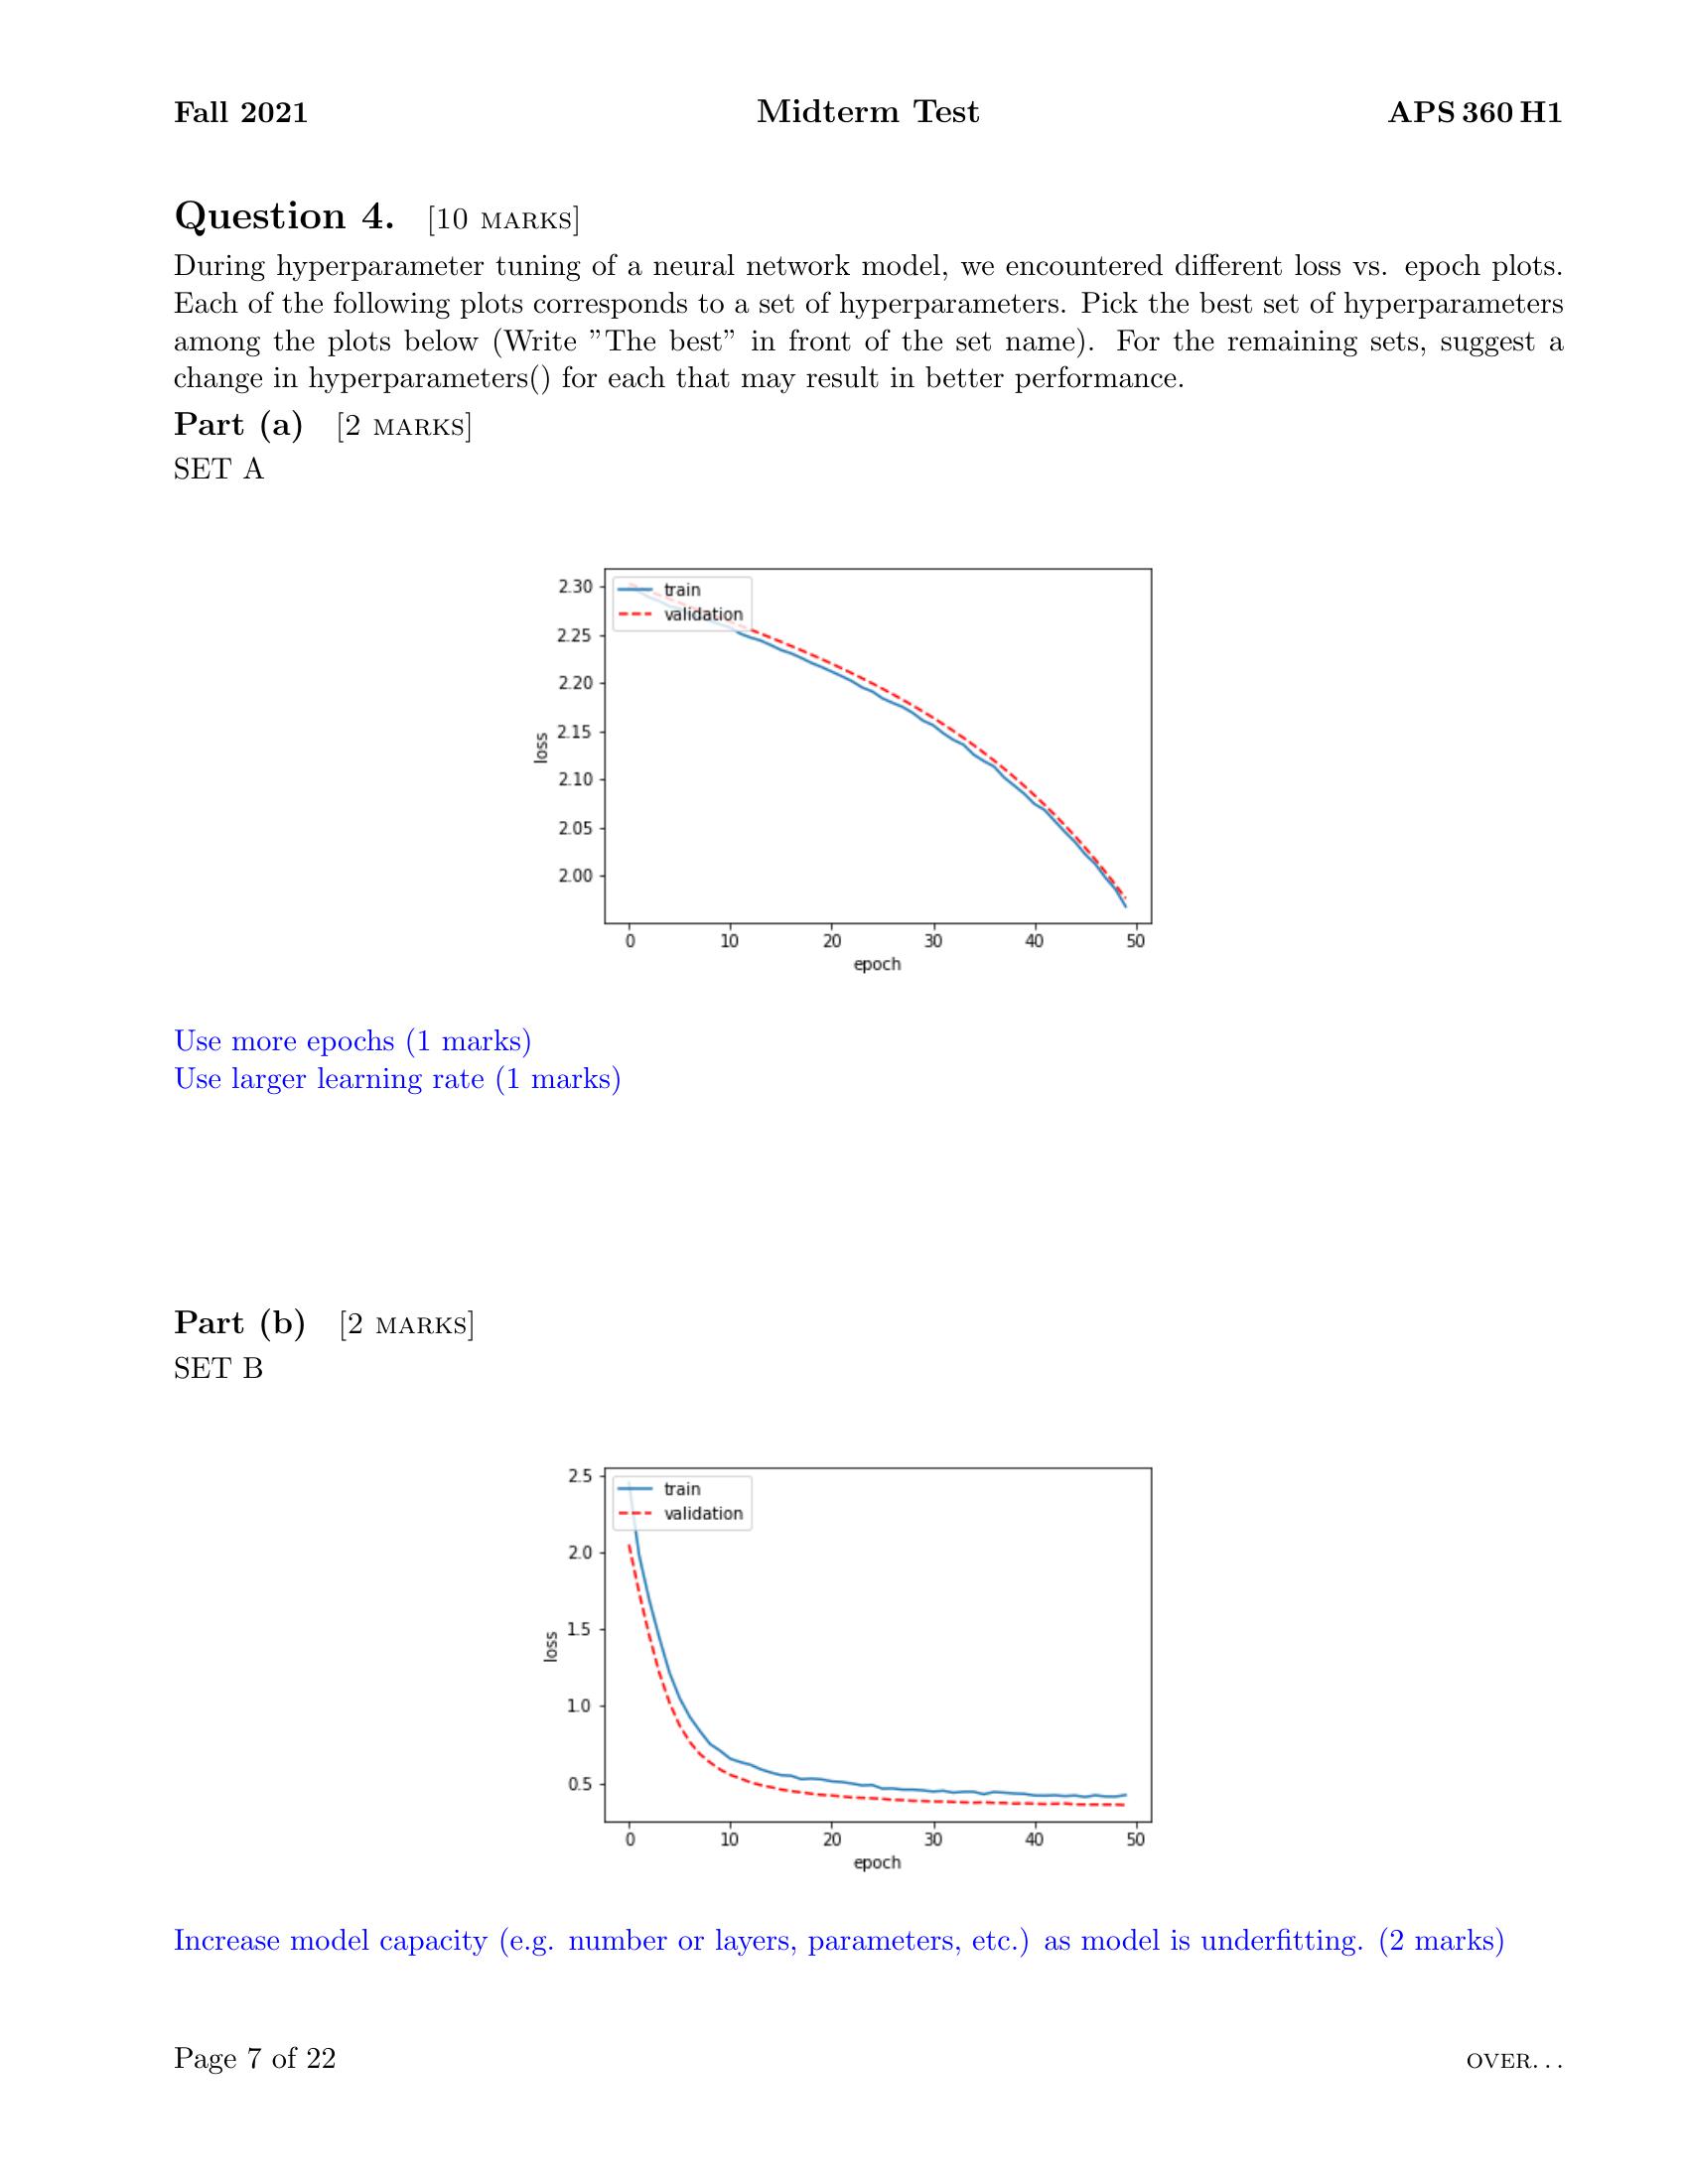 Fall 2021 Midterm Test APS 360 H1
Question 4. [10 MARKS]
During hyperparameter tuning of a neural network model, we encountered different loss vs. epoch plots.
Each of the following plots corresponds to a set of hyperparameters. Pick the best set of hyperparameters
among the plots below (Write ”The best” in front of the set name). For the remaining sets, suggest a
change in hyperparameters() for each that may result in better performance.
Part (a) [2 MARKS]
SET A
train
validation
2.30
2.25
2.20
2.15
2.10
2.05
2.00
loss
0 10 20 30 40 50
epoch
Use more epochs (1 marks)
Use larger learning rate (1 marks)
Part (b) [2 MARKS]
SET B
train
validation
2.5
2.0
1.5
1.0
0.5
loss
0 10 20 30 40 50
epoch
Increase model capacity (e.g. number or layers, parameters, etc.) as model is underfitting. (2 marks)
Page 7 of 22 OVER...